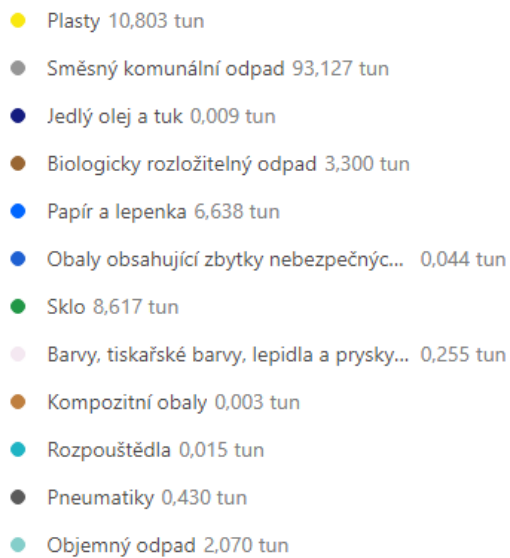 Plasty 10,803 tun
Směsný komunální odpad 93,127 tun
Jedlý olej a tuk 0,009 tun
Biologicky rozložitelný odpad 3,300 tun
Papír a lepenka 6,638 tun
Obaly obsahující zbytky nebezpečnýc... 0,044 tun
Sklo 8,617 tun
Barvy, tiskařské barvy, lepidla a prysky... 0,255 tun
Kompozitní obaly 0,003 tun
Rozpouštědla 0,015 tun
Pneumatiky 0,430 tun
Objemný odpad 2,070 tun